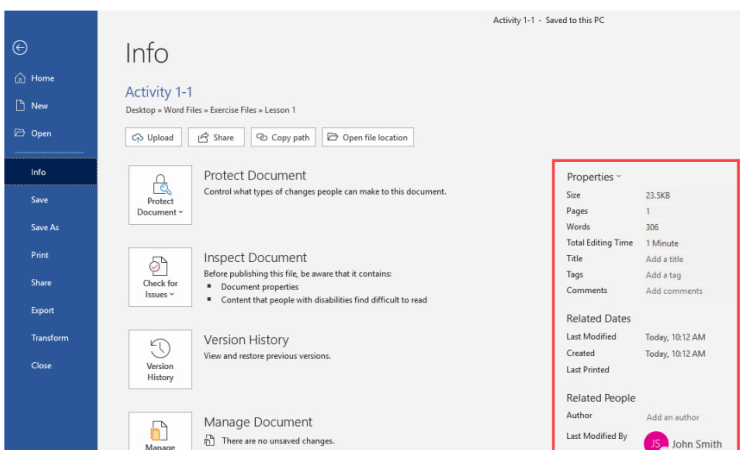 Activity 1-1 - Saved to this PC
Info
Home
New
Open
Info
Save
Save As
Print
Share
Export
Transform
Close
Activity 1-1
Desktop » Word Files » Exercise Files » Lesson 1
Upload
Share
Copy path
Open file location
Protect Document
Protect Document
Control what types of changes people can make to this document.
Check for Issues
Inspect Document
Before publishing this file, be aware that it contains:
Document properties
Content that people with disabilities find difficult to read
Version History
Version History
View and restore previous versions.
Manage
Manage Document
There are no unsaved changes.
Properties
Size 23.5KB
Pages 1
Words 306
Total Editing Time 1 Minute
Title Add a title
Tags Add a tag
Comments Add comments
Related Dates
Last Modified Today, 10:12 AM
Created Today, 10:12 AM
Last Printed
Related People
Author Add an author
Last Modified By JS John Smith